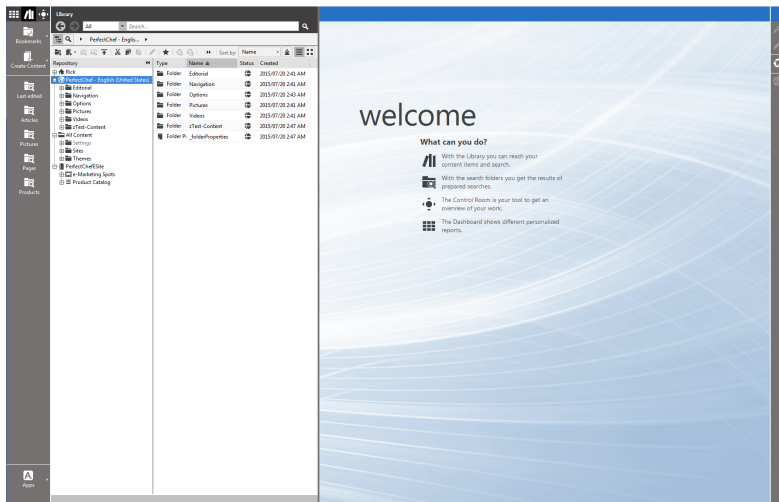 Library
All
Search...
Bookmarks
PerfectChef - Englis...
Sort by: Name
Create Content
Repository
Type Name Status Created
Rick
PerfectChef - English (United States)
Editorial
Navigation
Options
Pictures
Videos
zTest-Content
All Content
Settings
Sites
Themes
PerfectChefESite
e-Marketing Spots
Product Catalog
Folder Editorial 2015/07/20 2:41 AM
Folder Navigation 2015/07/20 2:41 AM
Folder Options 2015/07/20 2:43 AM
Folder Pictures 2015/07/20 2:41 AM
Folder Videos 2015/07/20 2:41 AM
Folder zTest-Content 2015/07/20 2:47 AM
Folder Pr _folderProperties 2015/07/20 2:47 AM
Last edited
Articles
Pictures
Pages
Products
Apps
welcome
What can you do?
With the Library you can reach your
content items and search.
With the search folders you get the results of
prepared searches.
The Control Room is your tool to get an
overview of your work.
The Dashboard shows different personalized
reports.